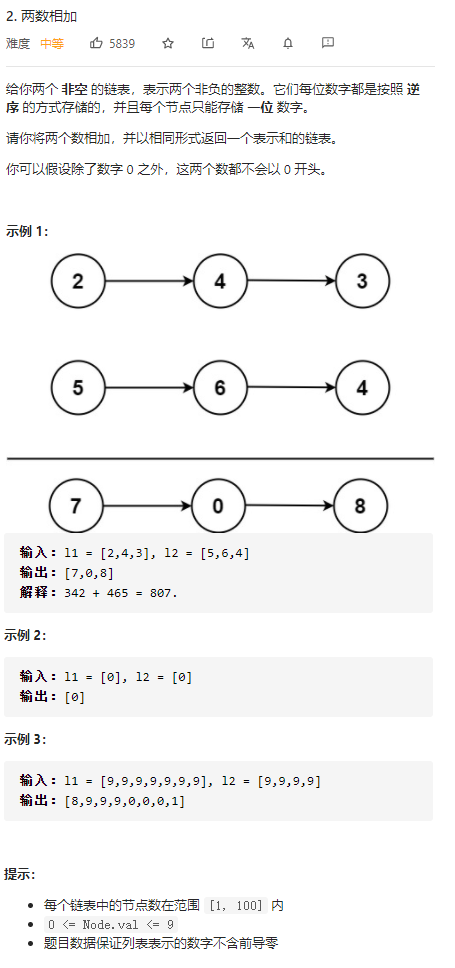 2. 两数相加
难度 中等 5839
给你两个 非空 的链表，表示两个非负的整数。它们每位数字都是按照 逆
序 的方式存储的，并且每个节点只能存储 一位 数字。
请你将两个数相加，并以相同形式返回一个表示和的链表。
你可以假设除了数字 0 之外，这两个数都不会以 0 开头。
示例 1：
2 4 3
5 6 4
7 0 8
输入：l1 = [2,4,3], l2 = [5,6,4]
输出：[7,0,8]
解释：342 + 465 = 807.
示例 2：
输入：l1 = [0], l2 = [0]
输出：[0]
示例 3：
输入：l1 = [9,9,9,9,9,9,9], l2 = [9,9,9,9]
输出：[8,9,9,9,0,0,0,1]
提示：
每个链表中的节点数在范围 [1, 100] 内
0 <= Node.val <= 9
题目数据保证列表表示的数字不含前导零